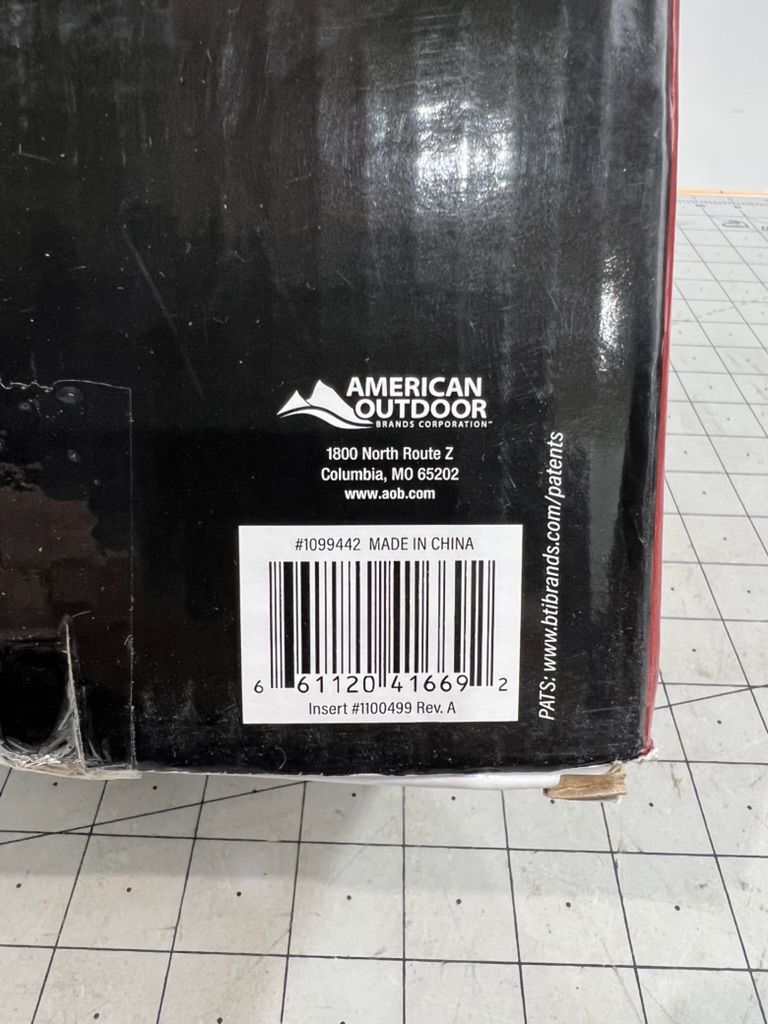 AMERICAN
OUTDOOR
BRANDS CORPORATION™
1800 North Route Z
Columbia, MO 65202
www.aob.com
#1099442 MADE IN CHINA
6 61120 41669 2
Insert #1100499 Rev. A
PATS: www.btibrands.com/patents